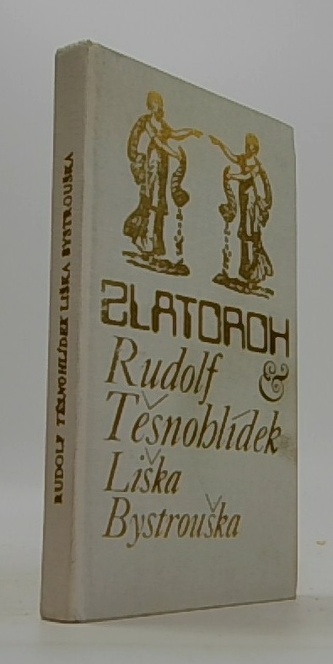 RUDOLF TĚSNOHLÍDEK LIŠKA BYSTROUŠKA
ZLATOROH
Rudolf &
Těsnohlídek
Liška
Bystrouška